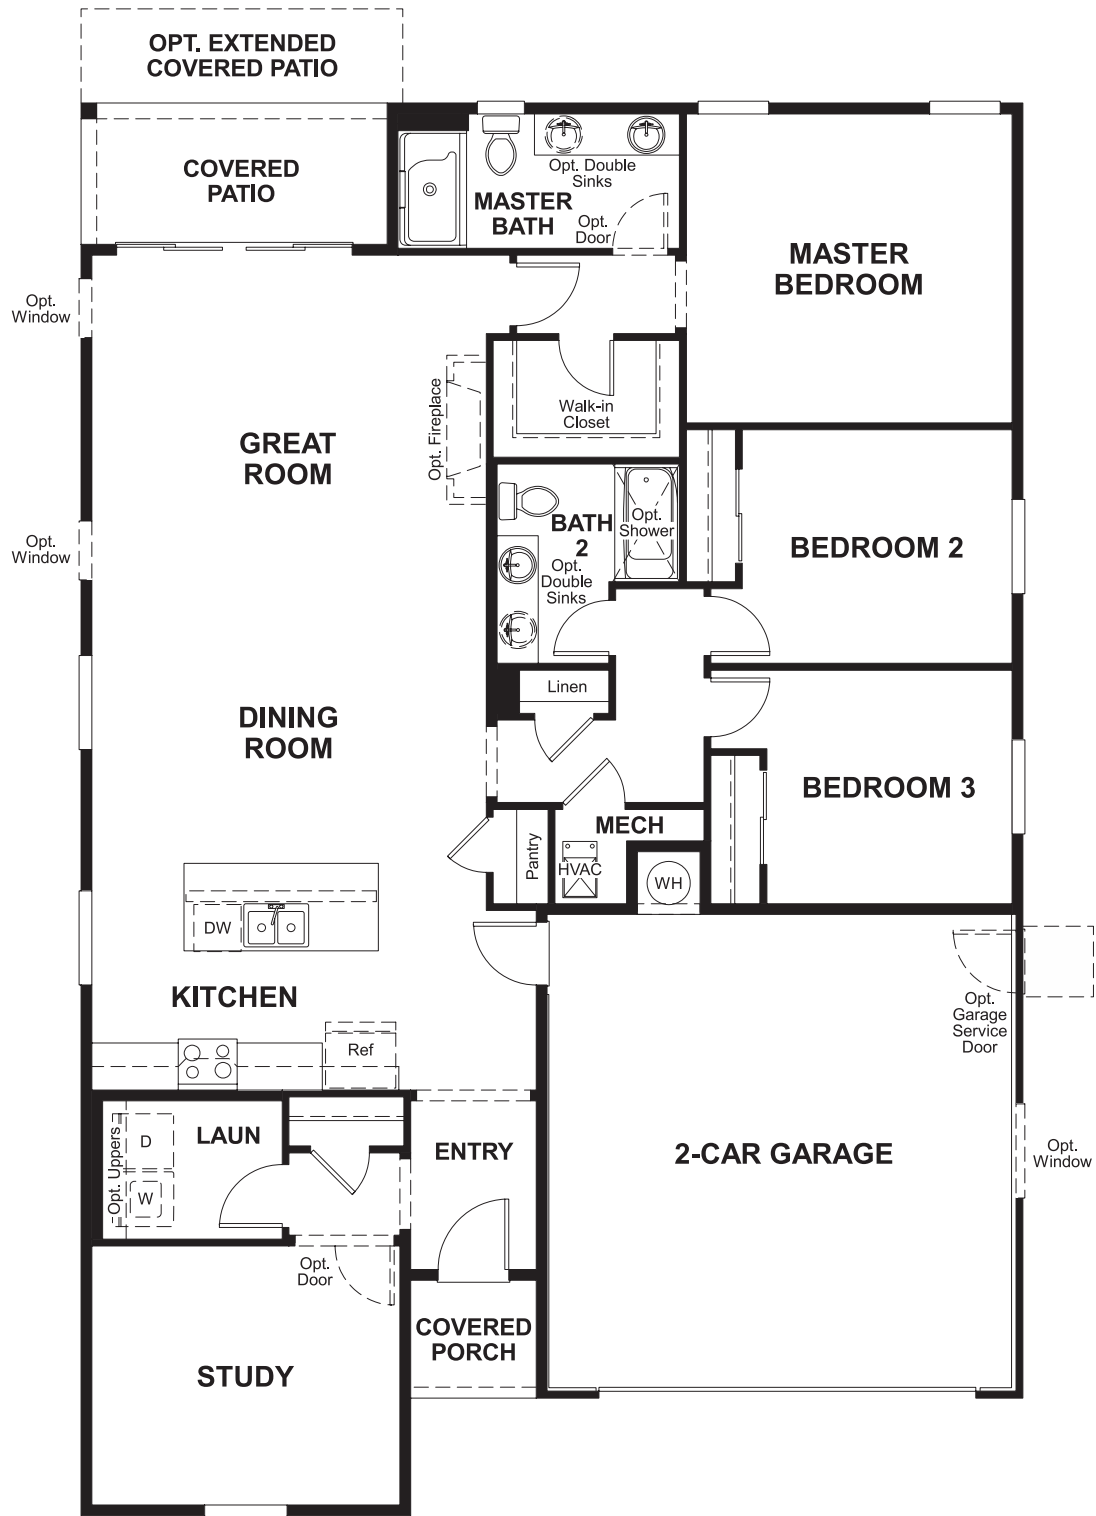 OPT. EXTENDED
COVERED PATIO
COVERED
PATIO
Opt. Double
Sinks
MASTER
BATH
Opt.
Door
MASTER
BEDROOM
Opt.
Window
Walk-in
Closet
Opt. Fireplace
GREAT
ROOM
BATH
2
Opt.
Shower
Opt.
Double
Sinks
Opt.
Window
BEDROOM 2
Linen
DINING
ROOM
BEDROOM 3
MECH
Pantry
HVAC
WH
DW
KITCHEN
Ref
Opt.
Garage
Service
Door
Opt. Uppers
D
W
LAUN
ENTRY
2-CAR GARAGE
Opt.
Window
Opt.
Door
COVERED
PORCH
STUDY